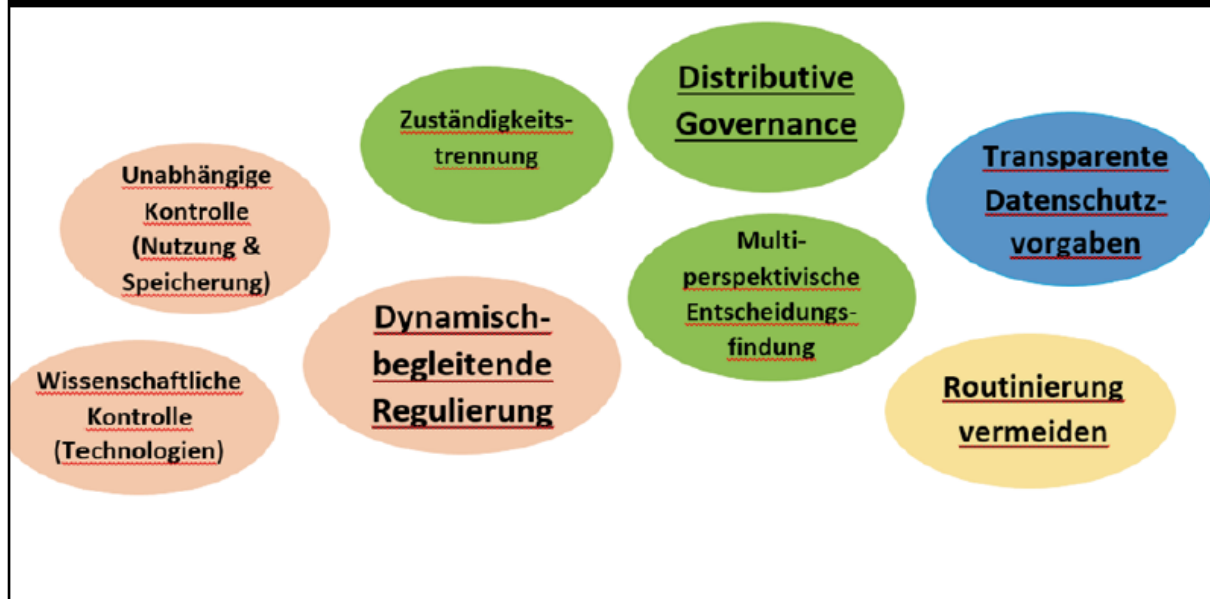 Distributive
Governance
Zuständigkeits-
trennung
Transparente
Datenschutz-
vorgaben
Unabhängige
Kontrolle
(Nutzung &
Speicherung)
Multi-
perspektivische
Entscheidungs-
findung
Dynamisch-
begleitende
Regulierung
Wissenschaftliche
Kontrolle
(Technologien)
Routinierung
vermeiden